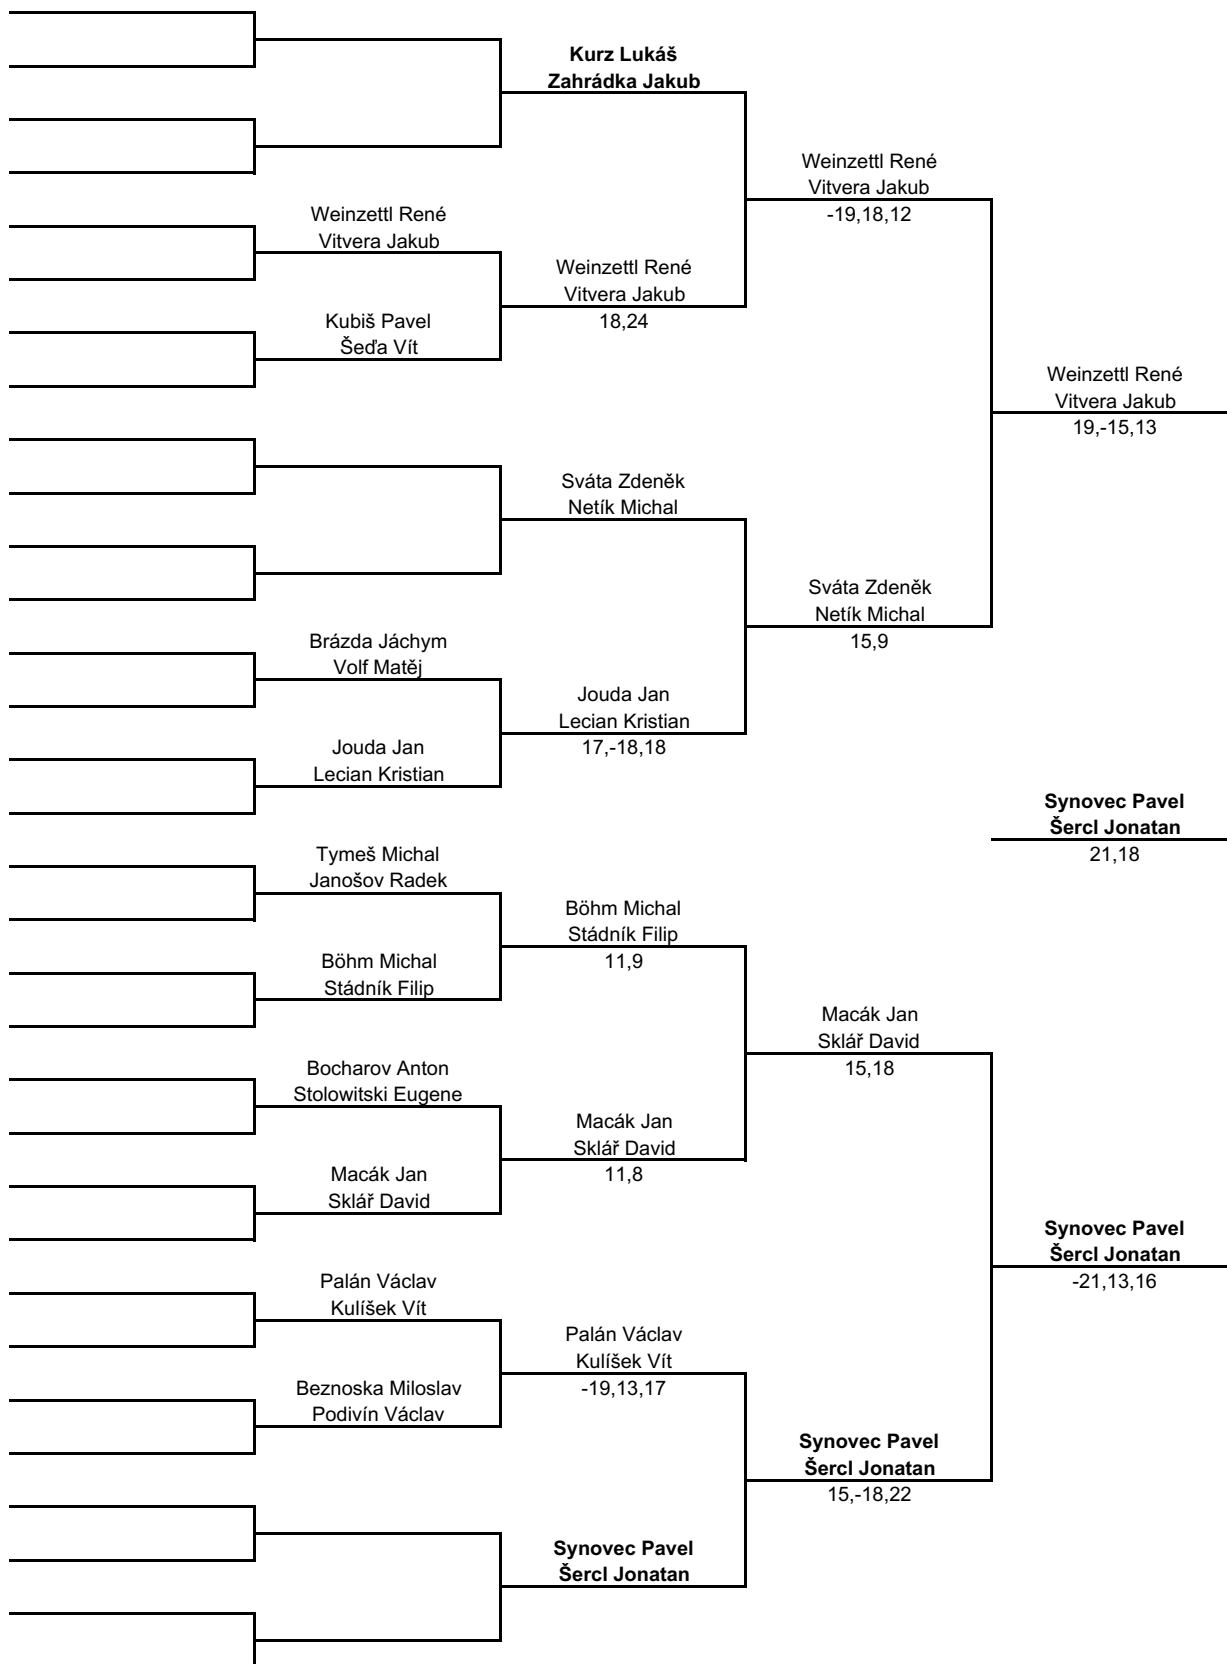 Kurz Lukáš
Zahrádka Jakub
Weinzettl René
Vitvera Jakub
-19,18,12
Weinzettl René
Vitvera Jakub
Weinzettl René
Vitvera Jakub
18,24
Kubiš Pavel
Šeďa Vít
Weinzettl René
Vitvera Jakub
19,-15,13
Sváta Zdeněk
Netík Michal
Sváta Zdeněk
Netík Michal
15,9
Brázda Jáchym
Volf Matěj
Jouda Jan
Lecian Kristian
17,-18,18
Jouda Jan
Lecian Kristian
Synovec Pavel
Šercl Jonatan
21,18
Tymeš Michal
Janošov Radek
Böhm Michal
Stádník Filip
11,9
Böhm Michal
Stádník Filip
Macák Jan
Sklář David
15,18
Bocharov Anton
Stolowitski Eugene
Macák Jan
Sklář David
11,8
Macák Jan
Sklář David
Synovec Pavel
Šercl Jonatan
-21,13,16
Palán Václav
Kulíšek Vít
Palán Václav
Kulíšek Vít
-19,13,17
Beznoska Miloslav
Podivín Václav
Synovec Pavel
Šercl Jonatan
15,-18,22
Synovec Pavel
Šercl Jonatan